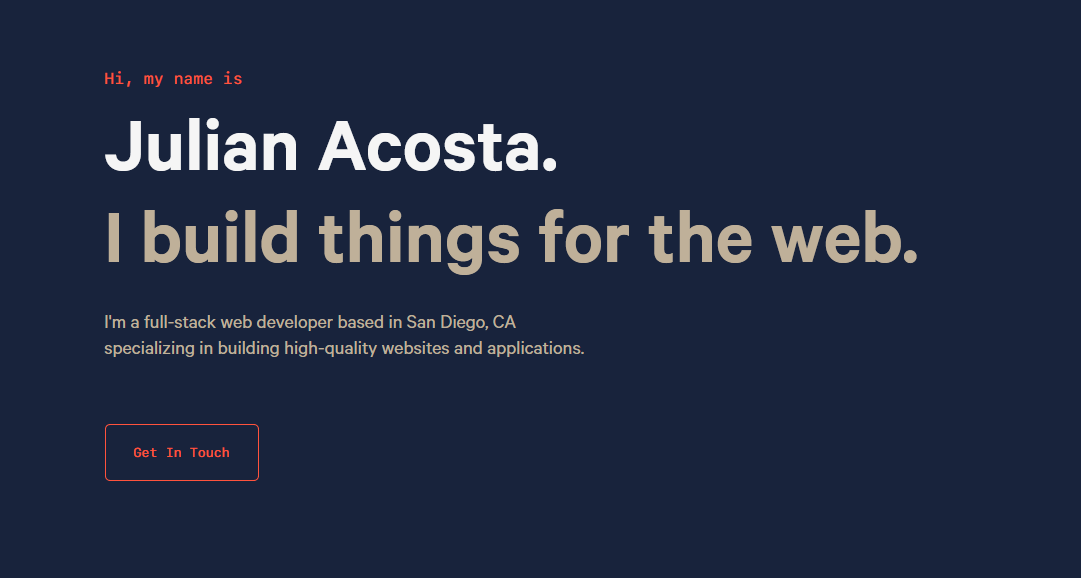 Hi, my name is
Julian Acosta.
I build things for the web.
I'm a full-stack web developer based in San Diego, CA
specializing in building high-quality websites and applications.
Get In Touch